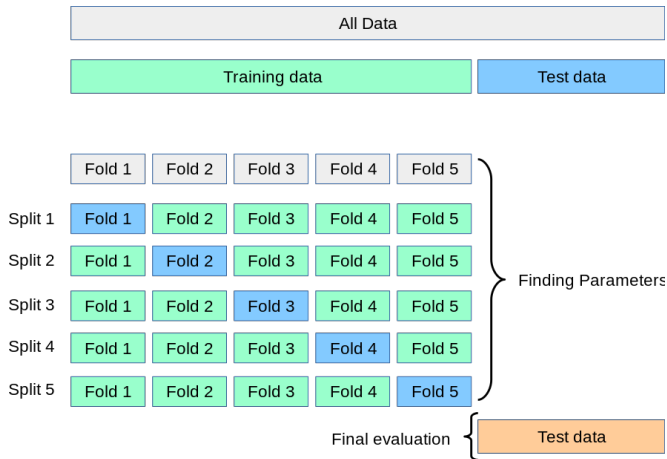 All Data
Training data Test data
Fold 1 Fold 2 Fold 3 Fold 4 Fold 5
Split 1 Fold 1 Fold 2 Fold 3 Fold 4 Fold 5
Split 2 Fold 1 Fold 2 Fold 3 Fold 4 Fold 5
Finding Parameters
Split 3 Fold 1 Fold 2 Fold 3 Fold 4 Fold 5
Split 4 Fold 1 Fold 2 Fold 3 Fold 4 Fold 5
Split 5 Fold 1 Fold 2 Fold 3 Fold 4 Fold 5
Final evaluation Test data